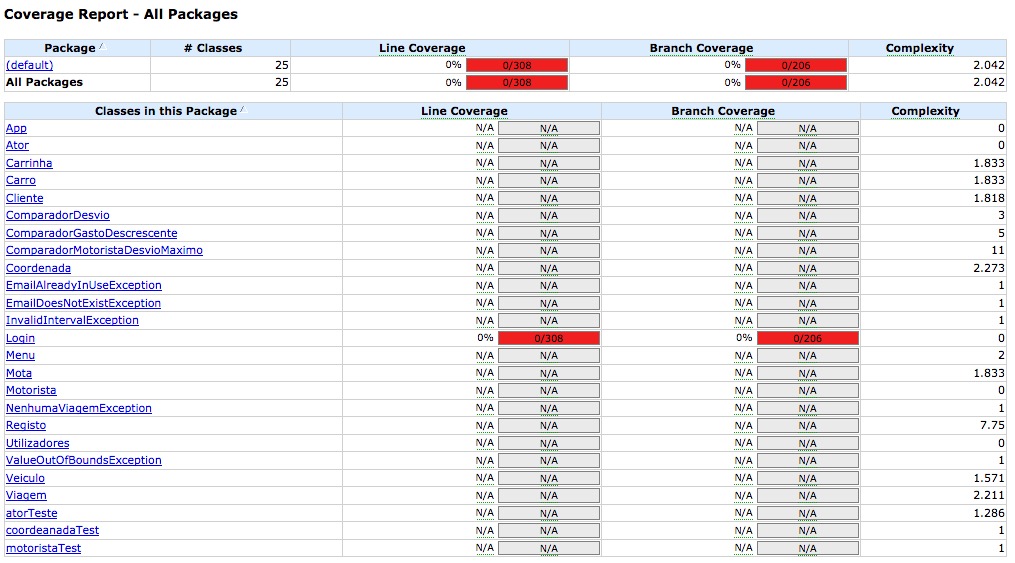 Coverage Report - All Packages
Package # Classes Line Coverage Branch Coverage Complexity
(default) 25 0% 0/308 0% 0/206 2.042
All Packages 25 0% 0/308 0% 0/206 2.042
Classes in this Package Line Coverage Branch Coverage Complexity
App N/A N/A N/A N/A 0
Ator N/A N/A N/A N/A 0
Carrinha N/A N/A N/A N/A 1.833
Carro N/A N/A N/A N/A 1.833
Cliente N/A N/A N/A N/A 1.818
ComparadorDesvio N/A N/A N/A N/A 3
ComparadorGastoDescrescente N/A N/A N/A N/A 5
ComparadorMotoristaDesvioMaximo N/A N/A N/A N/A 11
Coordenada N/A N/A N/A N/A 2.273
EmailAlreadyInUseException N/A N/A N/A N/A 1
EmailDoesNotExistException N/A N/A N/A N/A 1
InvalidIntervalException N/A N/A N/A N/A 1
Login 0% 0/308 0% 0/206 0
Menu N/A N/A N/A N/A 2
Mota N/A N/A N/A N/A 1.833
Motorista N/A N/A N/A N/A 0
NenhumaViagemException N/A N/A N/A N/A 1
Registo N/A N/A N/A N/A 7.75
Utilizadores N/A N/A N/A N/A 0
ValueOutOfBoundsException N/A N/A N/A N/A 1
Veiculo N/A N/A N/A N/A 1.571
Viagem N/A N/A N/A N/A 2.211
atorTeste N/A N/A N/A N/A 1.286
coordeanadaTest N/A N/A N/A N/A 1
motoristaTest N/A N/A N/A N/A 1